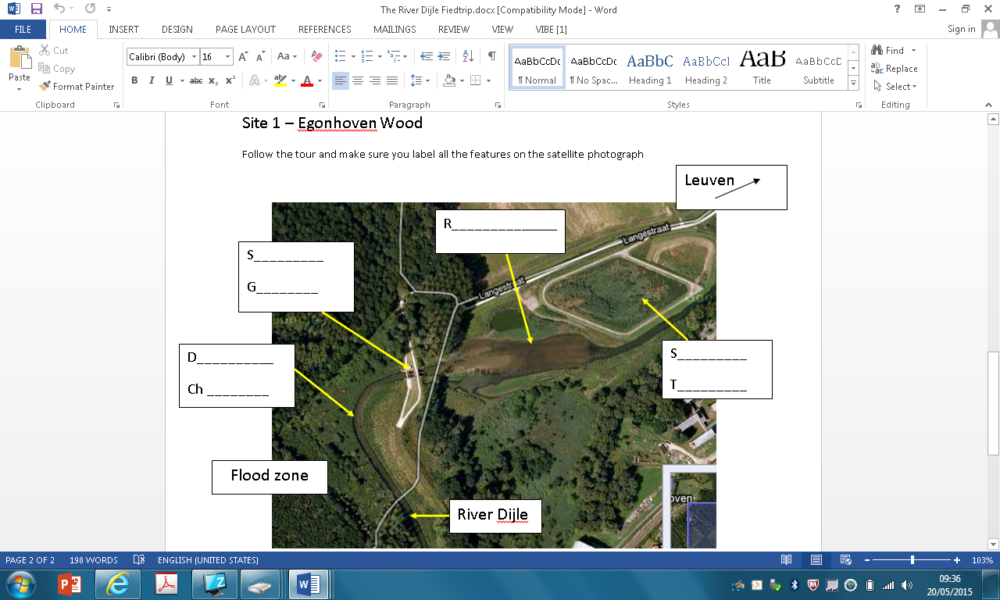 The River Dijle Fiedtrip.docx [Compatibility Mode] - Word
FILE HOME INSERT DESIGN PAGE LAYOUT REFERENCES MAILINGS REVIEW VIEW VIBE [1] Sign in
Paste
Cut
Copy
Format Painter
Clipboard
Calibri (Body) 16
Font
Paragraph
AaBbCcDc ¶ Normal
AaBbCcDc ¶ No Spac...
AaBbC Heading 1
AaBbCcI Heading 2
AaB Title
AaBbCcD Subtitle
Styles
Find
Replace
Select
Editing
Site 1 – Egonhoven Wood
Follow the tour and make sure you label all the features on the satellite photograph
Leuven
R______________
Langestraat
S_________
G________
Langestraat
D__________
Ch ________
S_________
T_________
Flood zone
River Dijle
oven
PAGE 2 OF 2 198 WORDS ENGLISH (UNITED STATES) 103%
09:36
20/05/2015